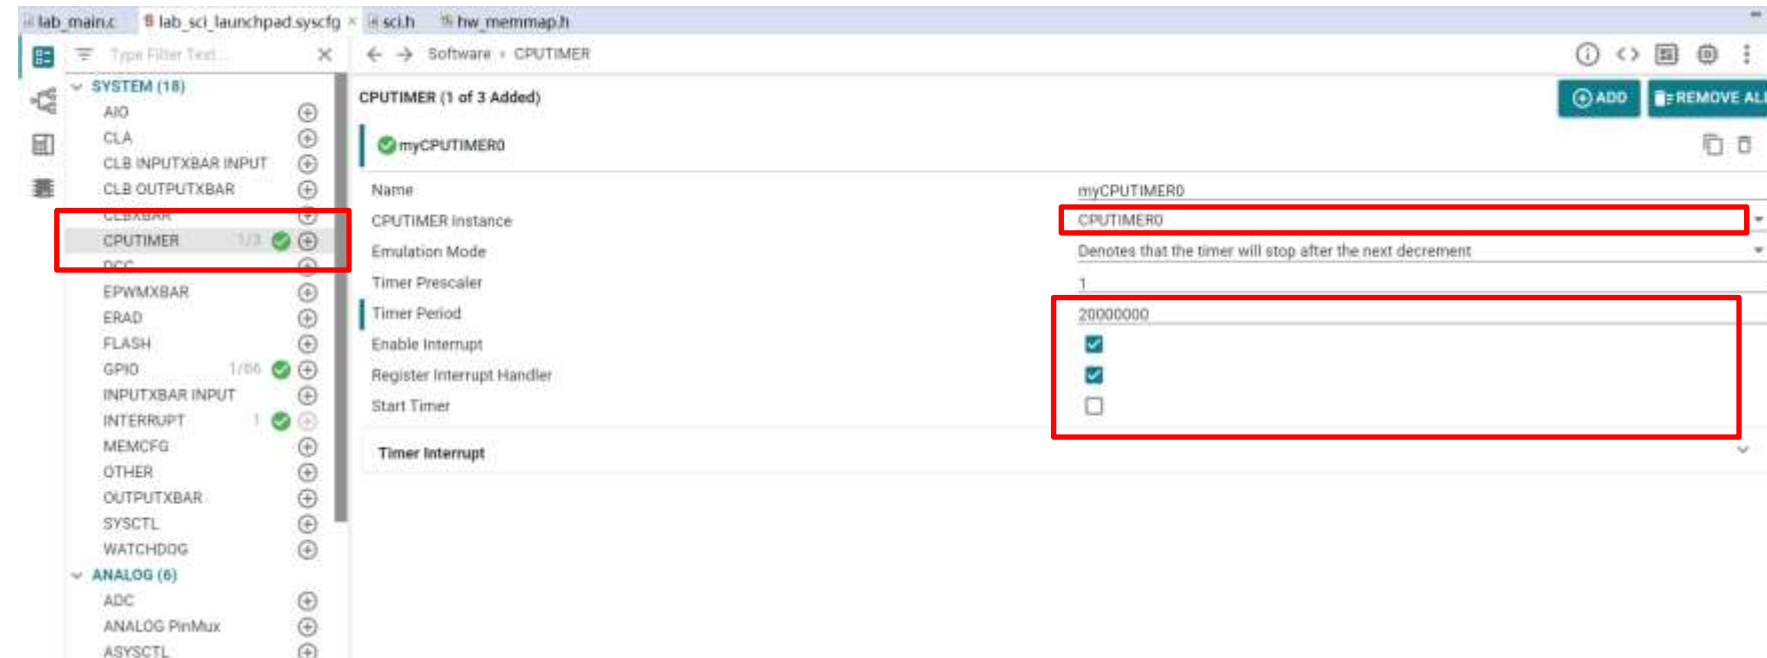 lab_main.c lab_sci_launchpad.syscfg × sci.h hw_memmap.h
Type Filter Text... × ← → Software › CPUTIMER
SYSTEM (18)
CPUTIMER (1 of 3 Added) ADD REMOVE ALL
AIO
CLA
myCPUTIMER0
CLB INPUTXBAR INPUT
CLB OUTPUTXBAR
Name myCPUTIMER0
CLBXBAR
CPUTIMER Instance CPUTIMER0
CPUTIMER 1/3
Emulation Mode Denotes that the timer will stop after the next decrement
DCC
Timer Prescaler 1
EPWMXBAR
Timer Period 20000000
ERAD
FLASH
Enable Interrupt
GPIO 1/66
Register Interrupt Handler
INPUTXBAR INPUT
Start Timer
INTERRUPT 1
MEMCFG
Timer Interrupt
OTHER
OUTPUTXBAR
SYSCTL
WATCHDOG
ANALOG (6)
ADC
ANALOG PinMux
ASYSCTL